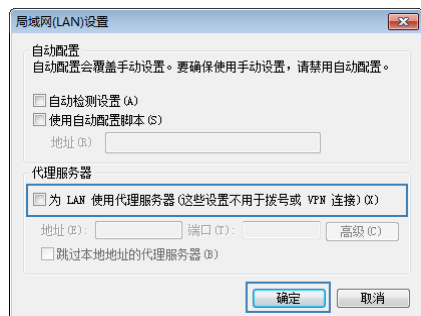 局域网(LAN)设置
自动配置
自动配置会覆盖手动设置。要确保使用手动设置，请禁用自动配置。
自动检测设置(A)
使用自动配置脚本(S)
地址(R)
代理服务器
为 LAN 使用代理服务器(这些设置不用于拨号或 VPN 连接)(X)
地址(E): 端口(T): 高级(C)
跳过本地地址的代理服务器(B)
确定 取消